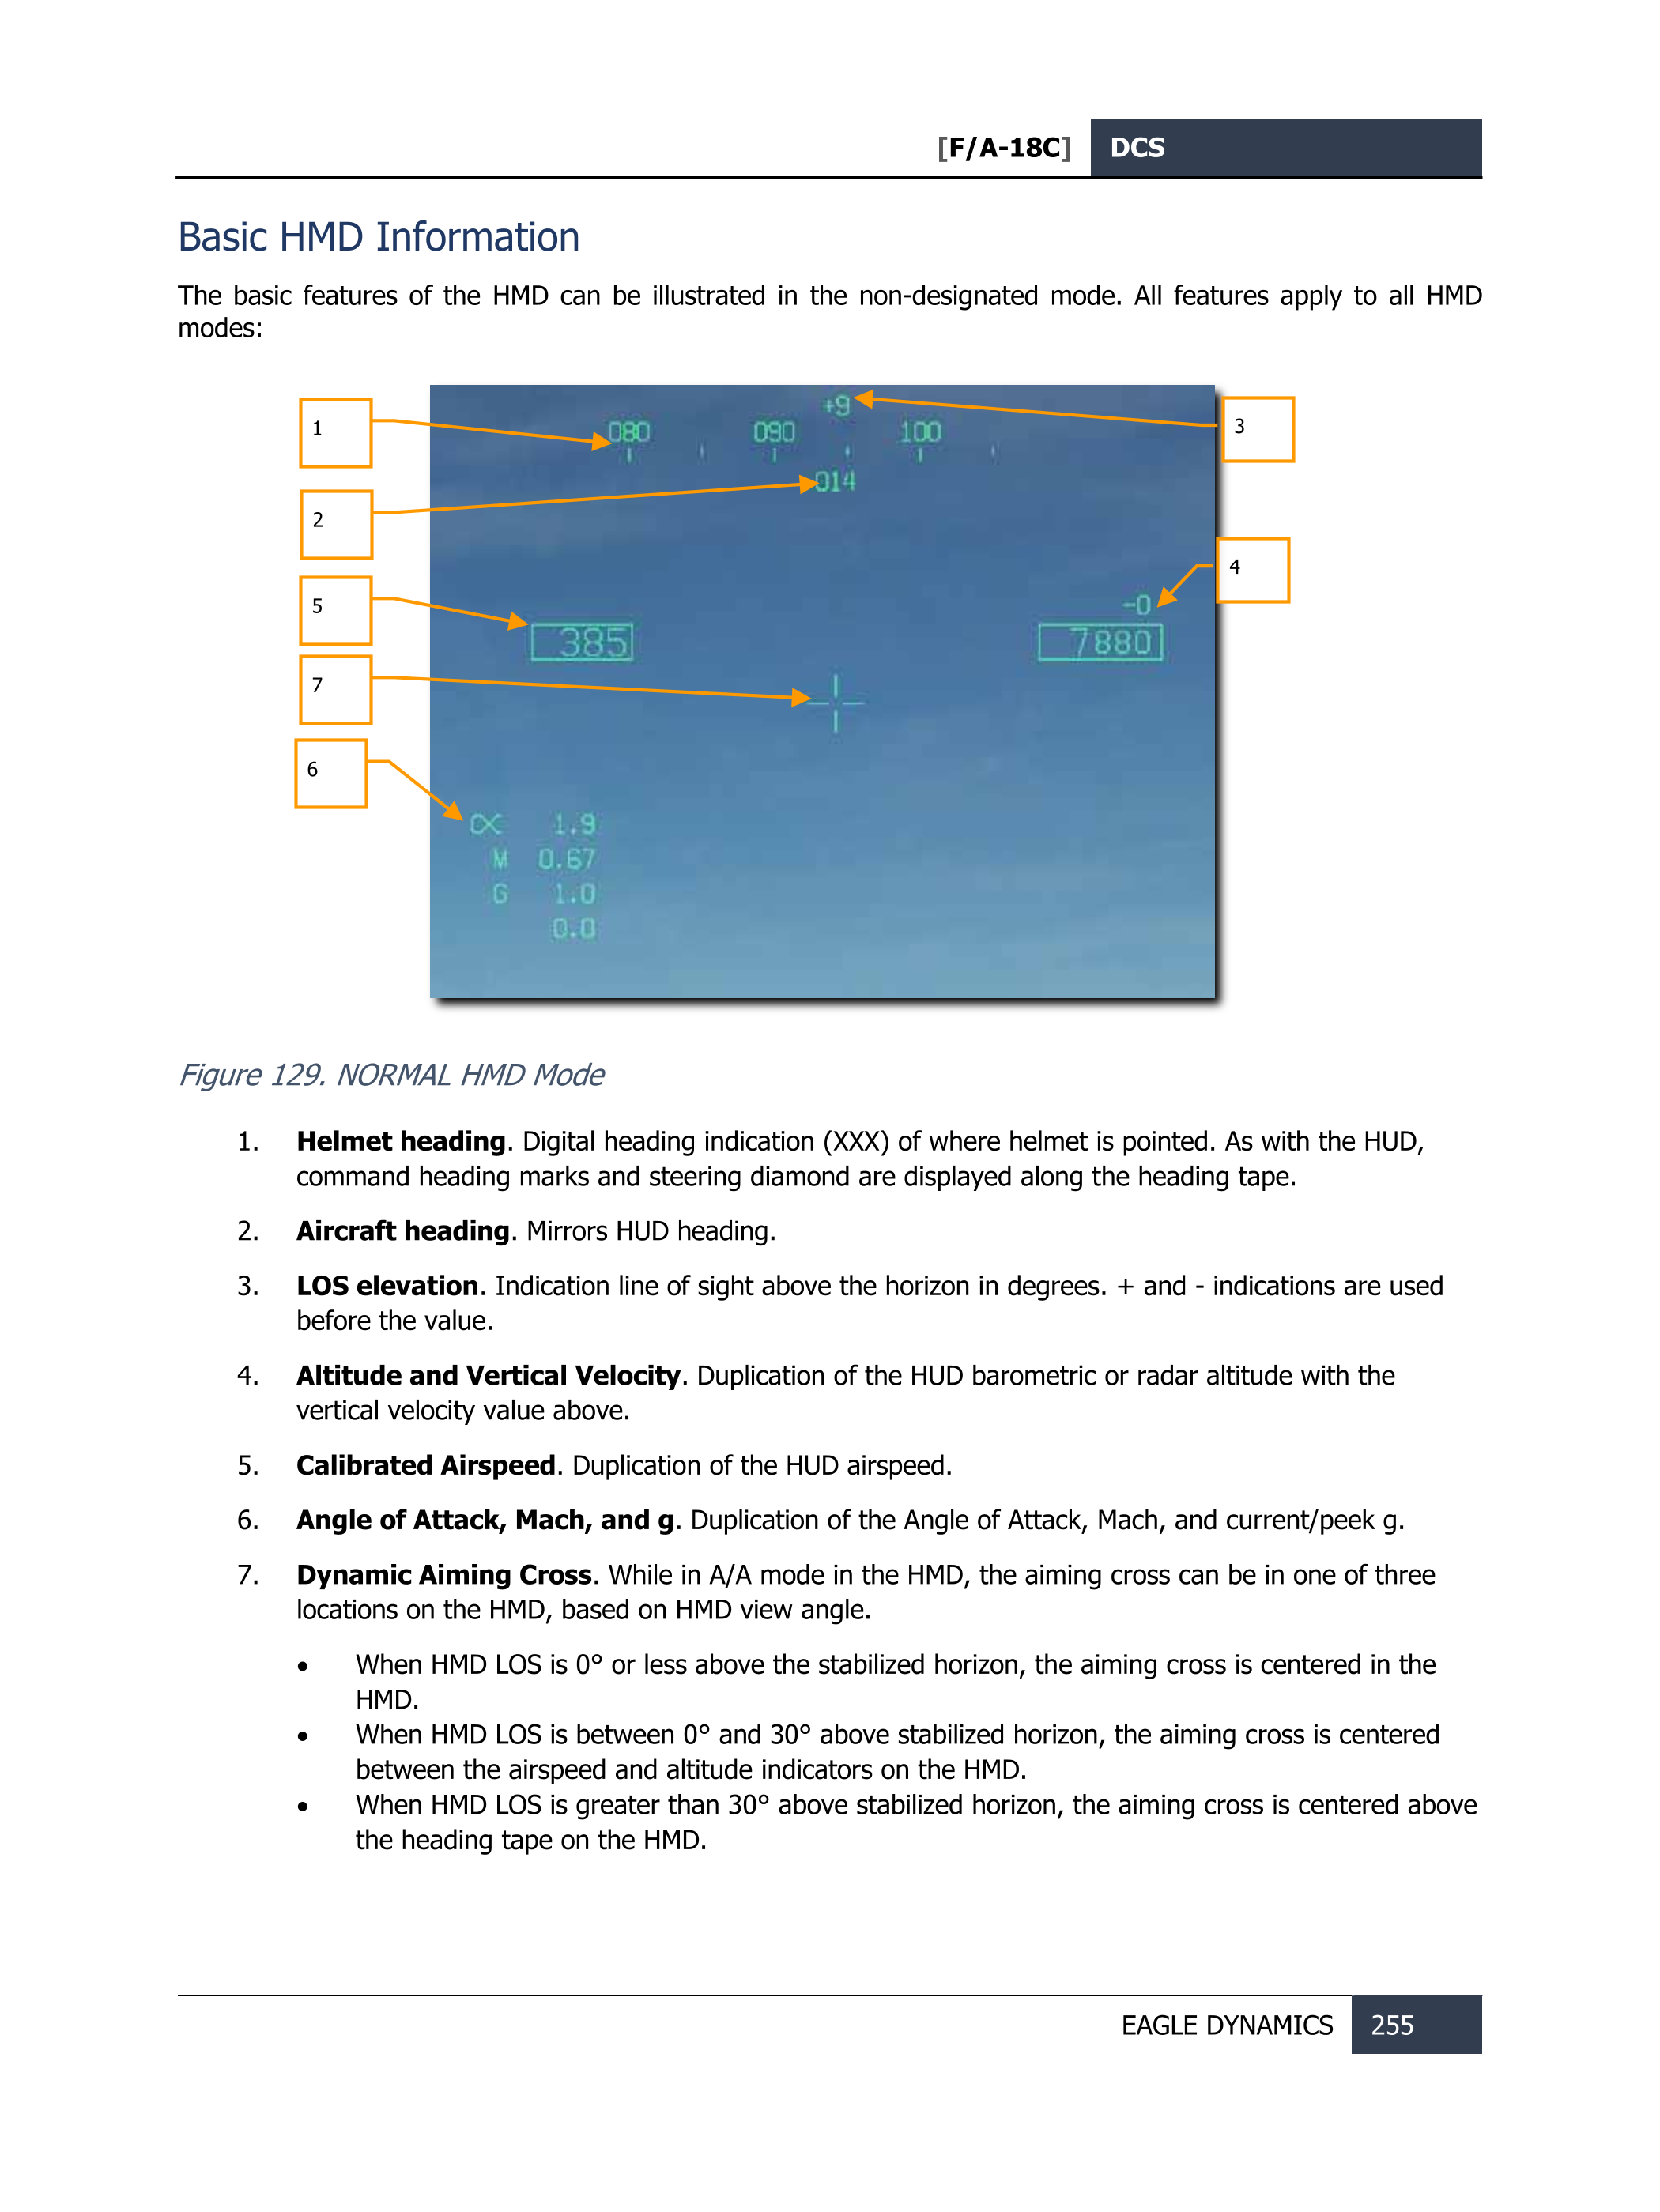 [F/A-18C] DCS
Basic HMD Information
The basic features of the HMD can be illustrated in the non-designated mode. All features apply to all HMD
modes:
1
2
5
7
6
3
4
+9
080 090 100
014
-0
385 7880
∝ 1.9
M 0.67
G 1.0
0.0
Figure 129. NORMAL HMD Mode
1. Helmet heading. Digital heading indication (XXX) of where helmet is pointed. As with the HUD,
command heading marks and steering diamond are displayed along the heading tape.
2. Aircraft heading. Mirrors HUD heading.
3. LOS elevation. Indication line of sight above the horizon in degrees. + and - indications are used
before the value.
4. Altitude and Vertical Velocity. Duplication of the HUD barometric or radar altitude with the
vertical velocity value above.
5. Calibrated Airspeed. Duplication of the HUD airspeed.
6. Angle of Attack, Mach, and g. Duplication of the Angle of Attack, Mach, and current/peek g.
7. Dynamic Aiming Cross. While in A/A mode in the HMD, the aiming cross can be in one of three
locations on the HMD, based on HMD view angle.
• When HMD LOS is 0° or less above the stabilized horizon, the aiming cross is centered in the
HMD.
• When HMD LOS is between 0° and 30° above stabilized horizon, the aiming cross is centered
between the airspeed and altitude indicators on the HMD.
• When HMD LOS is greater than 30° above stabilized horizon, the aiming cross is centered above
the heading tape on the HMD.
EAGLE DYNAMICS 255